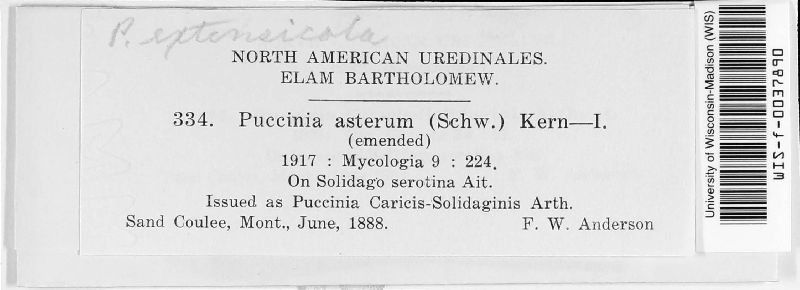 P. extensicola
NORTH AMERICAN UREDINALES.
ELAM BARTHOLOMEW.
334. Puccinia asterum (Schw.) Kern—I.
(emended)
1917 : Mycologia 9 : 224.
On Solidago serotina Ait.
Issued as Puccinia Caricis-Solidaginis Arth.
Sand Coulee, Mont., June, 1888. F. W. Anderson
University of Wisconsin-Madison (WIS)
WIS-f-0037890